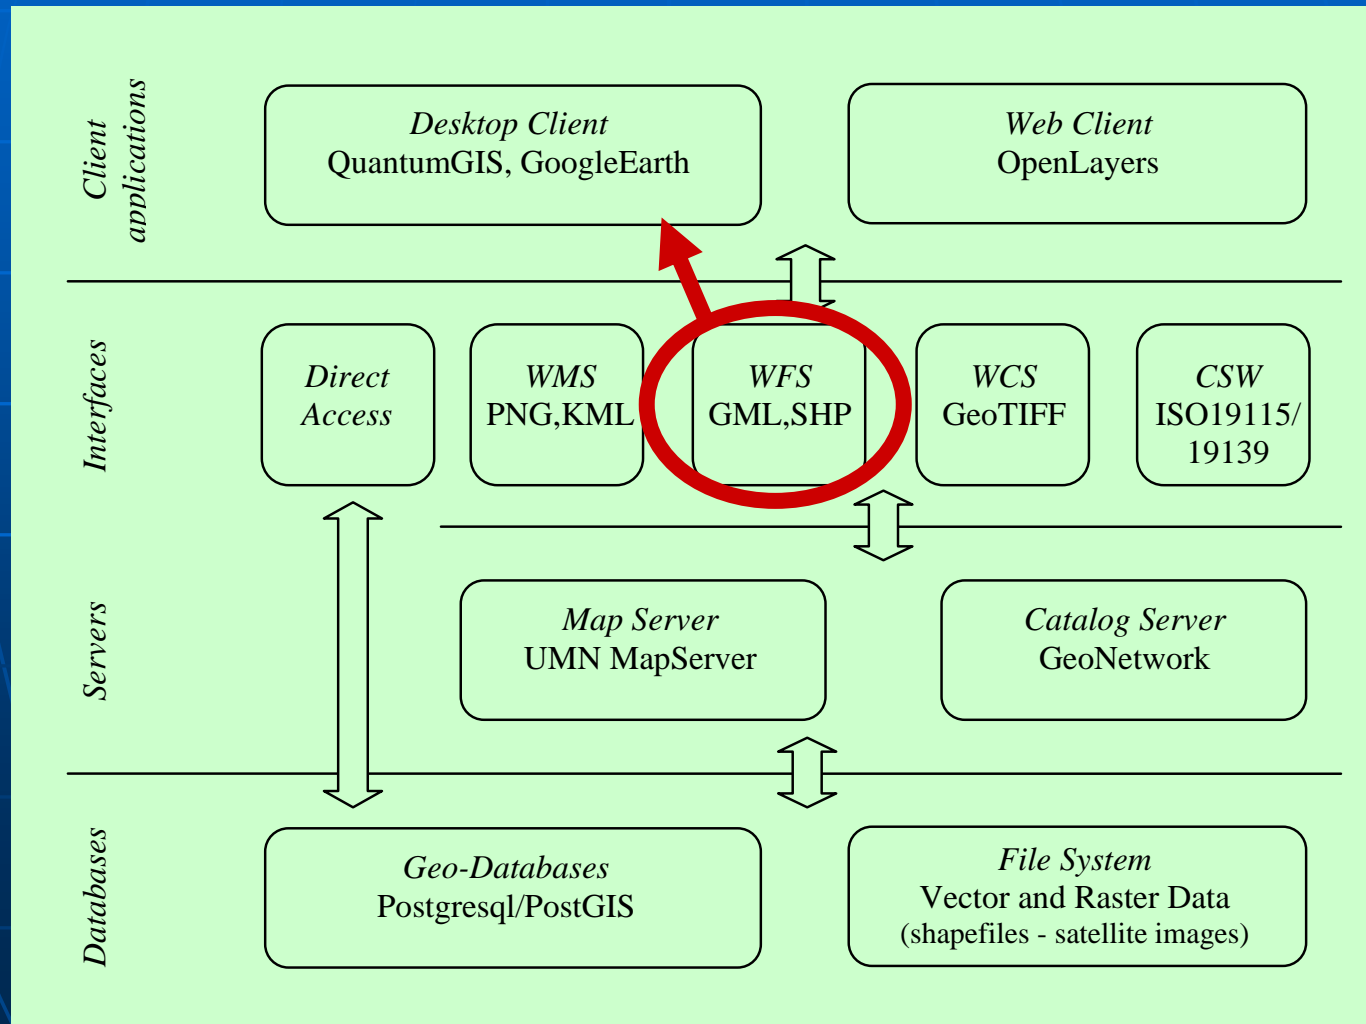 Client
applications
Desktop Client
QuantumGIS, GoogleEarth
Web Client
OpenLayers
Interfaces
Direct
Access
WMS
PNG,KML
WFS
GML,SHP
WCS
GeoTIFF
CSW
ISO19115/
19139
Servers
Map Server
UMN MapServer
Catalog Server
GeoNetwork
Databases
Geo-Databases
Postgresql/PostGIS
File System
Vector and Raster Data
(shapefiles - satellite images)